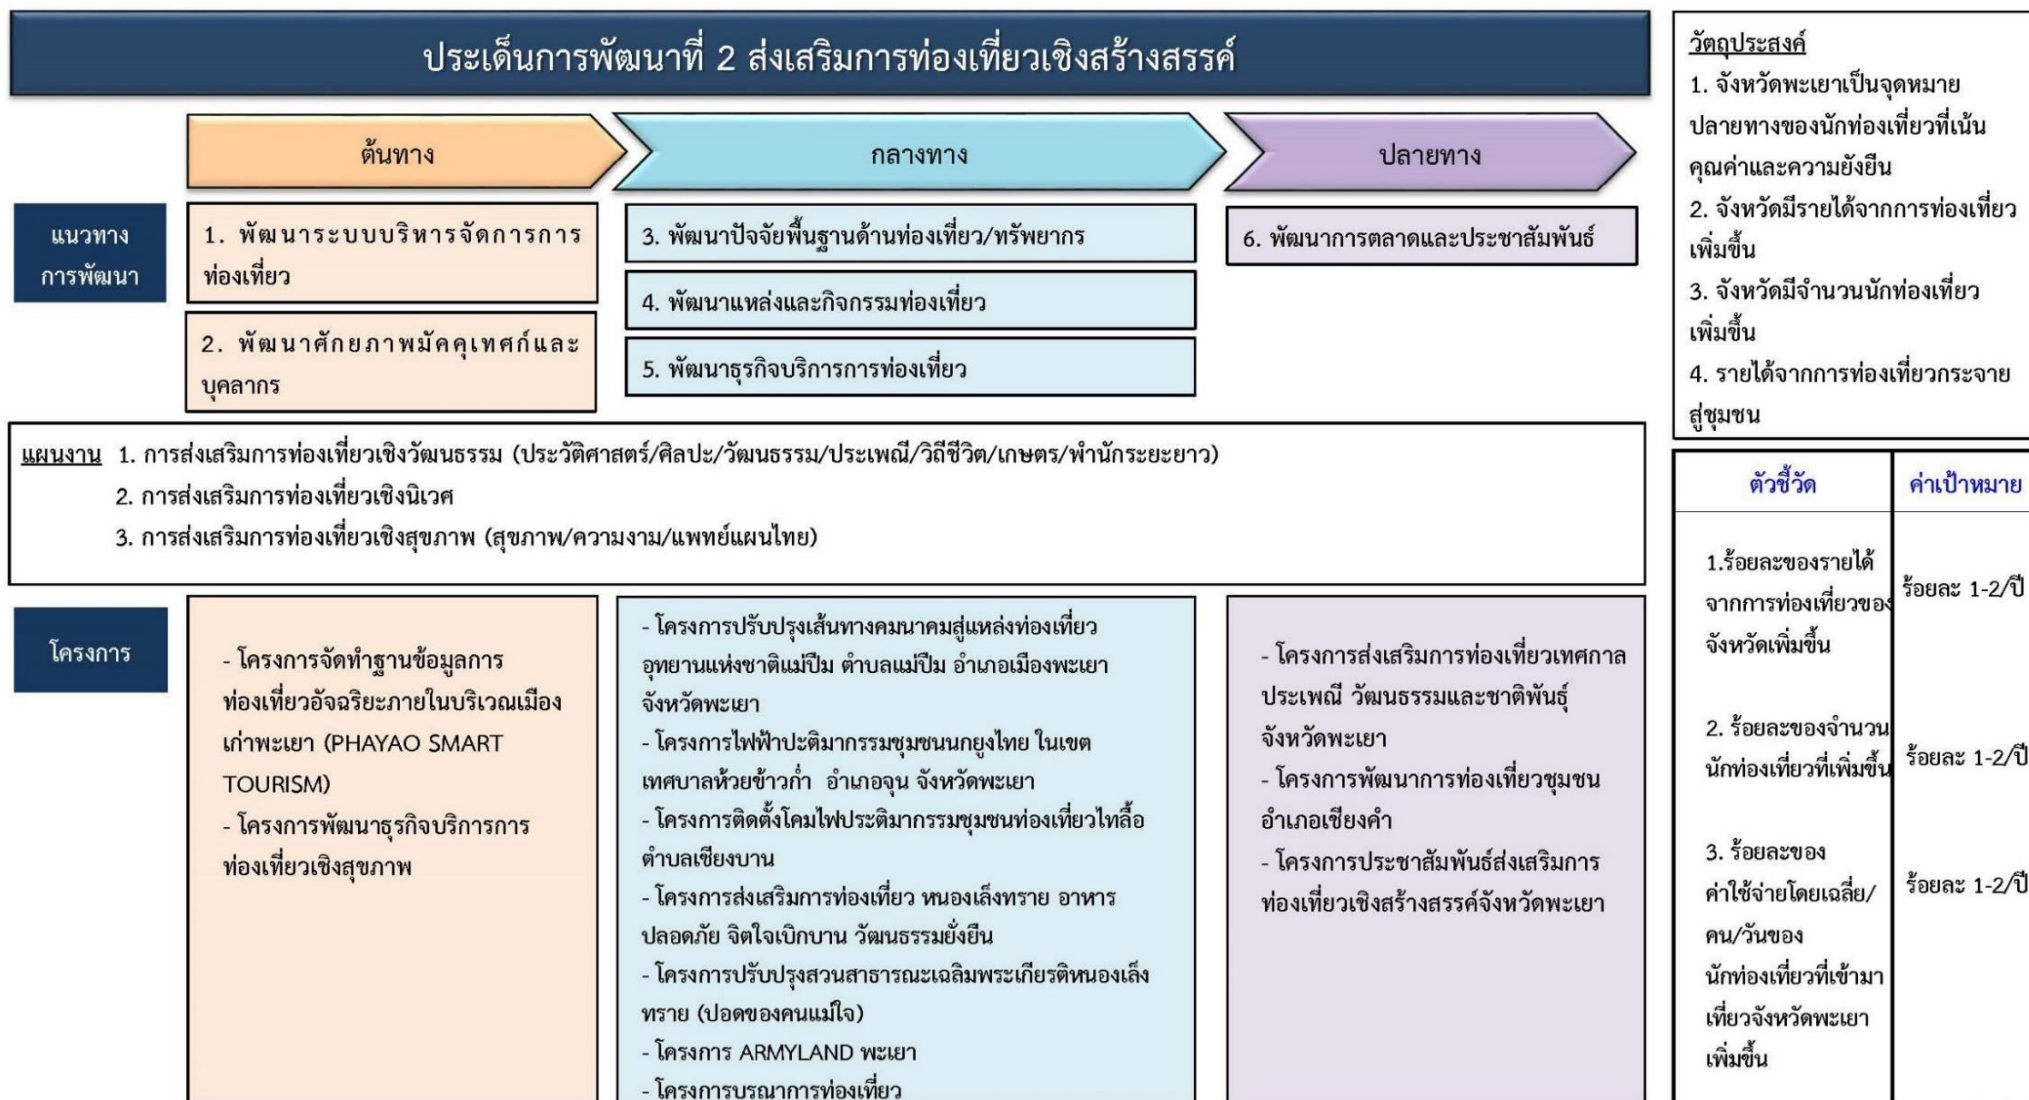 ประเด็นการพัฒนาที่ 2 ส่งเสริมการท่องเที่ยวเชิงสร้างสรรค์
ต้นทาง
กลางทาง
ปลายทาง
แนวทาง
การพัฒนา
1. พัฒนาระบบบริหารจัดการการ
ท่องเที่ยว
2. พัฒนาศักยภาพมัคคุเทศก์และ
บุคลากร
3. พัฒนาปัจจัยพื้นฐานด้านท่องเที่ยว/ทรัพยากร
4. พัฒนาแหล่งและกิจกรรมท่องเที่ยว
5. พัฒนาธุรกิจบริการการท่องเที่ยว
6. พัฒนาการตลาดและประชาสัมพันธ์
แผนงาน 1. การส่งเสริมการท่องเที่ยวเชิงวัฒนธรรม (ประวัติศาสตร์/ศิลปะ/วัฒนธรรม/ประเพณี/วิถีชีวิต/เกษตร/พำนักระยะยาว)
2. การส่งเสริมการท่องเที่ยวเชิงนิเวศ
3. การส่งเสริมการท่องเที่ยวเชิงสุขภาพ (สุขภาพ/ความงาม/แพทย์แผนไทย)
โครงการ
- โครงการจัดทำฐานข้อมูลการ
ท่องเที่ยวอัจฉริยะภายในบริเวณเมือง
เก่าพะเยา (PHAYAO SMART
TOURISM)
- โครงการพัฒนาธุรกิจบริการการ
ท่องเที่ยวเชิงสุขภาพ
- โครงการปรับปรุงเส้นทางคมนาคมสู่แหล่งท่องเที่ยว
อุทยานแห่งชาติแม่ปืม ตำบลแม่ปืม อำเภอเมืองพะเยา
จังหวัดพะเยา
- โครงการไฟฟ้าปะติมากรรมชุมชนนกยูงไทย ในเขต
เทศบาลห้วยข้าวก่ำ อำเภอจุน จังหวัดพะเยา
- โครงการติดตั้งโคมไฟประติมากรรมชุมชนท่องเที่ยวไทลื้อ
ตำบลเชียงบาน
- โครงการส่งเสริมการท่องเที่ยว หนองเล็งทราย อาหาร
ปลอดภัย จิตใจเบิกบาน วัฒนธรรมยั่งยืน
- โครงการปรับปรุงสวนสาธารณะเฉลิมพระเกียรติหนองเล็ง
ทราย (ปอดของคนแม่ใจ)
- โครงการ ARMYLAND พะเยา
- โครงการบูรณาการท่องเที่ยว
- โครงการส่งเสริมการท่องเที่ยวเทศกาล
ประเพณี วัฒนธรรมและชาติพันธุ์
จังหวัดพะเยา
- โครงการพัฒนาการท่องเที่ยวชุมชน
อำเภอเชียงคำ
- โครงการประชาสัมพันธ์ส่งเสริมการ
ท่องเที่ยวเชิงสร้างสรรค์จังหวัดพะเยา
วัตถุประสงค์
1. จังหวัดพะเยาเป็นจุดหมาย
ปลายทางของนักท่องเที่ยวที่เน้น
คุณค่าและความยังยืน
2. จังหวัดมีรายได้จากการท่องเที่ยว
เพิ่มขึ้น
3. จังหวัดมีจำนวนนักท่องเที่ยว
เพิ่มขึ้น
4. รายได้จากการท่องเที่ยวกระจาย
สู่ชุมชน
ตัวชี้วัด ค่าเป้าหมาย
1.ร้อยละของรายได้
จากการท่องเที่ยวของ
จังหวัดเพิ่มขึ้น
ร้อยละ 1-2/ปี
2. ร้อยละของจำนวน
นักท่องเที่ยวที่เพิ่มขึ้น
ร้อยละ 1-2/ปี
3. ร้อยละของ
ค่าใช้จ่ายโดยเฉลี่ย/
คน/วันของ
นักท่องเที่ยวที่เข้ามา
เที่ยวจังหวัดพะเยา
เพิ่มขึ้น
ร้อยละ 1-2/ปี